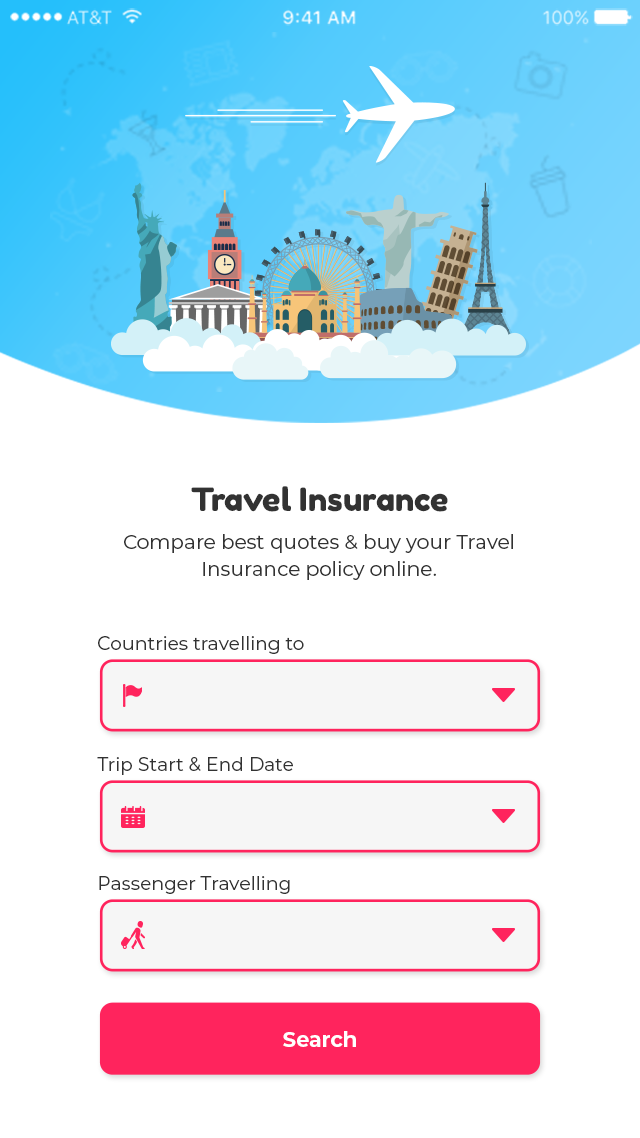 AT&T 9:41 AM 100%
Travel Insurance
Compare best quotes & buy your Travel
Insurance policy online.
Countries travelling to
Trip Start & End Date
Passenger Travelling
Search